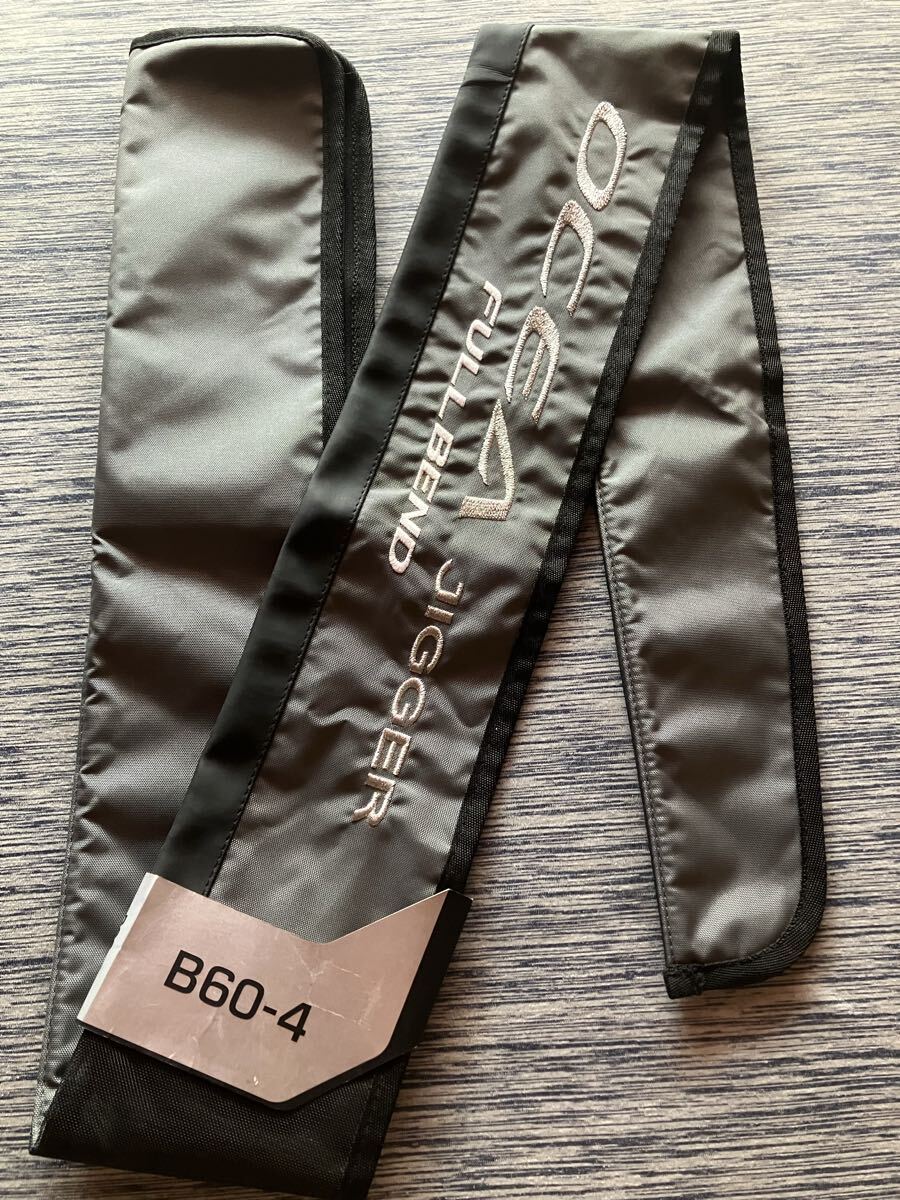 OCEA
JIGGER
FULLBEND
B60-4